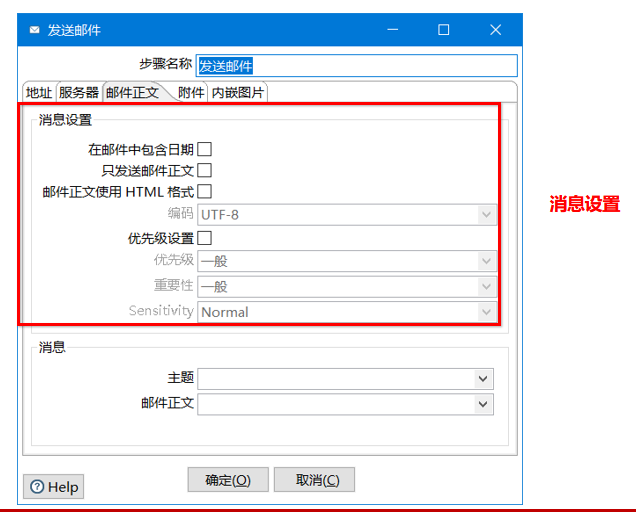 发送邮件
步骤名称 发送邮件
地址 服务器 邮件正文 附件 内嵌图片
消息设置
在邮件中包含日期
只发送邮件正文
邮件正文使用 HTML 格式
消息设置
编码 UTF-8
优先级设置
优先级 一般
重要性 一般
Sensitivity Normal
消息
主题
邮件正文
Help 确定(O) 取消(C)